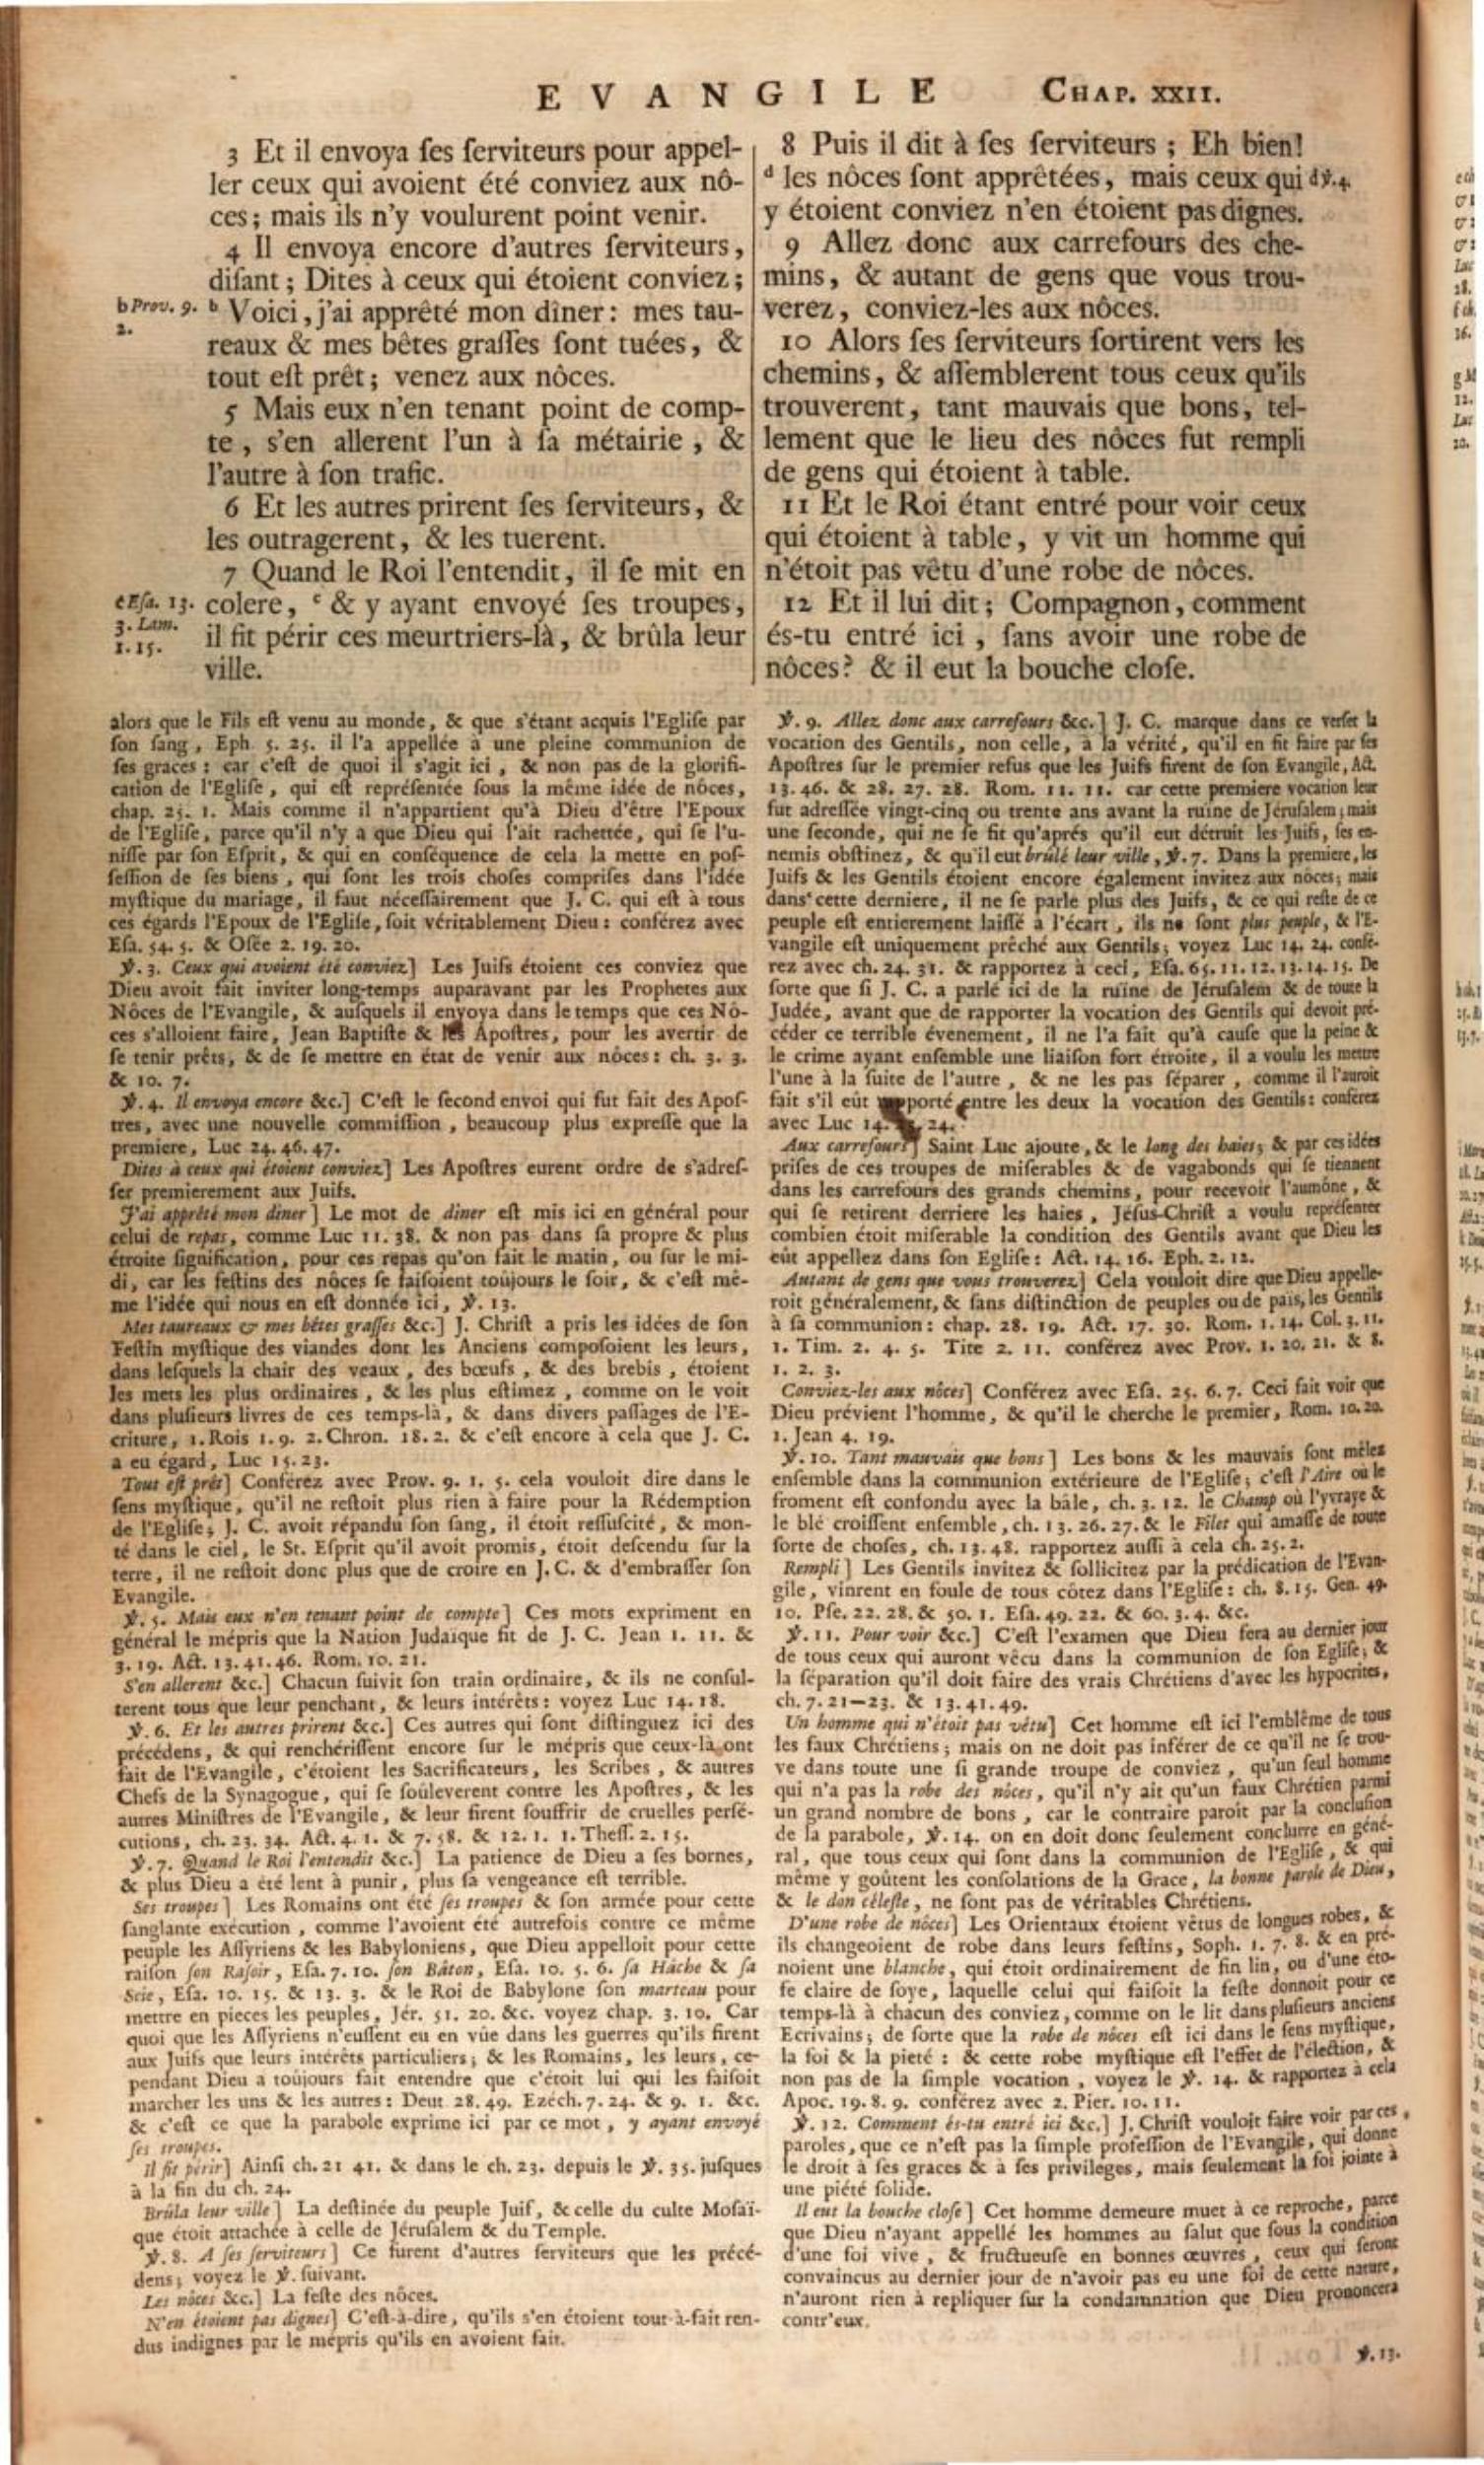 EVANGILE CHAP. XXII.
3 Et il envoya ſes ſerviteurs pour appel-
ler ceux qui avoient été conviez aux nô-
ces; mais ils n'y voulurent point venir.
4 Il envoya encore d'autres ſerviteurs,
diſant; Dites à ceux qui étoient conviez;
b Prov. 9. 2.
b Voici, j'ai apprêté mon dîner: mes tau-
reaux & mes bêtes graſſes ſont tuées, &
tout eſt prêt; venez aux nôces.
5 Mais eux n'en tenant point de comp-
te, s'en allerent l'un à ſa métairie, &
l'autre à ſon trafic.
6 Et les autres prirent ſes ſerviteurs, &
les outragerent, & les tuerent.
7 Quand le Roi l'entendit, il ſe mit en
c Eſa. 13. 3. Lam. 1. 15.
colere, c & y ayant envoyé ſes troupes,
il fit périr ces meurtriers-là, & brûla leur
ville.
8 Puis il dit à ſes ſerviteurs; Eh bien!
d les nôces ſont apprêtées, mais ceux qui
d ℣. 4.
y étoient conviez n'en étoient pas dignes.
9 Allez donc aux carrefours des che-
mins, & autant de gens que vous trou-
verez, conviez-les aux nôces.
10 Alors ſes ſerviteurs ſortirent vers les
chemins, & aſſemblerent tous ceux qu'ils
trouverent, tant mauvais que bons, tel-
lement que le lieu des nôces fut rempli
de gens qui étoient à table.
11 Et le Roi étant entré pour voir ceux
qui étoient à table, y vit un homme qui
n'étoit pas vêtu d'une robe de nôces.
12 Et il lui dit; Compagnon, comment
és-tu entré ici, ſans avoir une robe de
nôces? & il eut la bouche cloſe.
alors que le Fils eſt venu au monde, & que s'étant acquis l'Egliſe par
ſon ſang, Eph. 5. 25. il l'a appellée à une pleine communion de
ſes graces: car c'eſt de quoi il s'agit ici, & non pas de la glorifi-
cation de l'Egliſe, qui eſt repréſentée ſous la même idée de nôces,
chap. 25. 1. Mais comme il n'appartient qu'à Dieu d'être l'Epoux
de l'Egliſe, parce qu'il n'y a que Dieu qui l'ait rachettée, qui ſe l'u-
niſſe par ſon Eſprit, & qui en conſéquence de cela la mette en poſ-
ſeſſion de ſes biens, qui ſont les trois choſes compriſes dans l'idée
myſtique du mariage, il faut néceſſairement que J. C. qui eſt à tous
ces égards l'Epoux de l'Egliſe, ſoit véritablement Dieu: conférez avec
Eſa. 54. 5. & Oſée 2. 19. 20.
℣. 3. Ceux qui avoient été conviez] Les Juifs étoient ces conviez que
Dieu avoit fait inviter long-temps auparavant par les Prophetes aux
Nôces de l'Evangile, & auſquels il envoya dans le temps que ces Nô-
ces s'alloient faire, Jean Baptiſte & les Apoſtres, pour les avertir de
ſe tenir prêts, & de ſe mettre en état de venir aux nôces: ch. 3. 3.
& 10. 7.
℣. 4. Il envoya encore &c.] C'eſt le ſecond envoi qui fut fait des Apoſ-
tres, avec une nouvelle commiſſion, beaucoup plus expreſſe que la
premiere, Luc 24. 46. 47.
Dites à ceux qui étoient conviez] Les Apoſtres eurent ordre de s'adreſ-
ſer premierement aux Juifs.
J'ai apprêté mon dîner] Le mot de dîner eſt mis ici en général pour
celui de repas, comme Luc 11. 38. & non pas dans ſa propre & plus
étroite ſignification, pour ces repas qu'on fait le matin, ou ſur le mi-
di, car les feſtins des nôces ſe faiſoient toûjours le ſoir, & c'eſt mê-
me l'idée qui nous en eſt donnée ici, ℣. 13.
Mes taureaux & mes bêtes graſſes &c.] J. Chriſt a pris les idées de ſon
Feſtin myſtique des viandes dont les Anciens compoſoient les leurs,
dans leſquels la chair des veaux, des bœufs, & des brebis, étoient
les mets les plus ordinaires, & les plus eſtimez, comme on le voit
dans pluſieurs livres de ces temps-là, & dans divers paſſages de l'E-
criture, 1. Rois 1. 9. 2. Chron. 18. 2. & c'eſt encore à cela que J. C.
a eu égard, Luc 15. 23.
Tout eſt prêt] Conférez avec Prov. 9. 1. 5. cela vouloit dire dans le
ſens myſtique, qu'il ne reſtoit plus rien à faire pour la Rédemption
de l'Egliſe; J. C. avoit répandu ſon ſang, il étoit reſſuſcité, & mon-
té dans le ciel, le St. Eſprit qu'il avoit promis, étoit deſcendu ſur la
terre, il ne reſtoit donc plus que de croire en J. C. & d'embraſſer ſon
Evangile.
℣. 5. Mais eux n'en tenant point de compte] Ces mots expriment en
général le mépris que la Nation Judaïque fit de J. C. Jean 1. 11. &
3. 19. Act. 13. 41. 46. Rom. 10. 21.
S'en allerent &c.] Chacun ſuivit ſon train ordinaire, & ils ne conſul-
terent tous que leur penchant, & leurs intérêts: voyez Luc 14. 18.
℣. 6. Et les autres prirent &c.] Ces autres qui ſont diſtinguez ici des
précédens, & qui renchériſſent encore ſur le mépris que ceux-là ont
fait de l'Evangile, c'étoient les Sacrificateurs, les Scribes, & autres
Chefs de la Synagogue, qui ſe ſoûleverent contre les Apoſtres, & les
autres Miniſtres de l'Evangile, & leur firent ſouffrir de cruelles perſé-
cutions, ch. 23. 34. Act. 4. 1. & 7. 58. & 12. 1. 1. Theſſ. 2. 15.
℣. 7. Quand le Roi l'entendit &c.] La patience de Dieu a ſes bornes,
& plus Dieu a été lent à punir, plus ſa vengeance eſt terrible.
Ses troupes] Les Romains ont été ſes troupes & ſon armée pour cette
ſanglante exécution, comme l'avoient été autrefois contre ce même
peuple les Aſſyriens & les Babyloniens, que Dieu appelloit pour cette
raiſon ſon Raſoir, Eſa. 7. 10. ſon Bâton, Eſa. 10. 5. 6. ſa Hâche & ſa
Scie, Eſa. 10. 15. & 13. 3. & le Roi de Babylone ſon marteau pour
mettre en pieces les peuples, Jér. 51. 20. &c. voyez chap. 3. 10. Car
quoi que les Aſſyriens n'euſſent eu en vûe dans les guerres qu'ils firent
aux Juifs que leurs intérêts particuliers; & les Romains, les leurs, ce-
pendant Dieu a toûjours fait entendre que c'étoit lui qui les faiſoit
marcher les uns & les autres: Deut 28. 49. Ezéch. 7. 24. & 9. 1. &c.
& c'eſt ce que la parabole exprime ici par ce mot, y ayant envoyé
ſes troupes.
Il fit périr] Ainſi ch. 21 41. & dans le ch. 23. depuis le ℣. 35. juſques
à la fin du ch. 24.
Brûla leur ville] La deſtinée du peuple Juif, & celle du culte Moſaï-
que étoit attachée à celle de Jéruſalem & du Temple.
℣. 8. A ſes ſerviteurs] Ce furent d'autres ſerviteurs que les précé-
dens; voyez le ℣. ſuivant.
Les nôces &c.] La feſte des nôces.
N'en étoient pas dignes] C'eſt-à-dire, qu'ils s'en étoient tout-à-fait ren-
dus indignes par le mépris qu'ils en avoient fait.
℣. 9. Allez donc aux carrefours &c.] J. C. marque dans ce verſet la
vocation des Gentils, non celle, à la vérité, qu'il en fit faire par ſes
Apoſtres ſur le premier refus que les Juifs firent de ſon Evangile, Act.
13. 46. & 28. 27. 28. Rom. 11. 11. car cette premiere vocation leur
fut adreſſée vingt-cinq ou trente ans avant la ruïne de Jéruſalem; mais
une ſeconde, qui ne ſe fit qu'aprés qu'il eut détruit les Juifs, ſes en-
nemis obſtinez, & qu'il eut brûlé leur ville, ℣. 7. Dans la premiere, les
Juifs & les Gentils étoient encore également invitez aux nôces; mais
dans cette derniere, il ne ſe parle plus des Juifs, & ce qui reſte de ce
peuple eſt entierement laiſſé à l'écart, ils ne ſont plus peuple, & l'E-
vangile eſt uniquement prêché aux Gentils; voyez Luc 14. 24. confé-
rez avec ch. 24. 31. & rapportez à ceci, Eſa. 65. 11. 12. 13. 14. 15. De
ſorte que ſi J. C. a parlé ici de la ruïne de Jéruſalem & de toute la
Judée, avant que de rapporter la vocation des Gentils qui devoit pré-
céder ce terrible évenement, il ne l'a fait qu'à cauſe que la peine &
le crime ayant enſemble une liaiſon fort étroite, il a voulu les mettre
l'une à la ſuite de l'autre, & ne les pas ſéparer, comme il l'auroit
fait s'il eût rapporté entre les deux la vocation des Gentils: conférez
avec Luc 14. 24.
Aux carrefours] Saint Luc ajoute, & le long des haies; & par ces idées
priſes de ces troupes de miſerables & de vagabonds qui ſe tiennent
dans les carrefours des grands chemins, pour recevoir l'aumône, &
qui ſe retirent derriere les haies, Jéſus-Chriſt a voulu repréſenter
combien étoit miſerable la condition des Gentils avant que Dieu les
eût appellez dans ſon Egliſe: Act. 14. 16. Eph. 2. 12.
Autant de gens que vous trouverez] Cela vouloit dire que Dieu appelle-
roit généralement, & ſans diſtinction de peuples ou de païs, les Gentils
à ſa communion: chap. 28. 19. Act. 17. 30. Rom. 1. 14. Col. 3. 11.
1. Tim. 2. 4. 5. Tite 2. 11. conférez avec Prov. 1. 20. 21. & 8.
1. 2. 3.
Conviez-les aux nôces] Conférez avec Eſa. 25. 6. 7. Ceci fait voir que
Dieu prévient l'homme, & qu'il le cherche le premier, Rom. 10. 20.
1. Jean 4. 19.
℣. 10. Tant mauvais que bons] Les bons & les mauvais ſont mêlez
enſemble dans la communion extérieure de l'Egliſe; c'eſt l'Aire où le
froment eſt confondu avec la bâle, ch. 3. 12. le Champ où l'yvraye &
le blé croiſſent enſemble, ch. 13. 26. 27. & le Filet qui amaſſe de toute
ſorte de choſes, ch. 13. 48. rapportez auſſi à cela ch. 25. 2.
Rempli] Les Gentils invitez & ſollicitez par la prédication de l'Evan-
gile, vinrent en foule de tous côtez dans l'Egliſe: ch. 8. 15. Gen. 49.
10. Pſe. 22. 28. & 50. 1. Eſa. 49. 22. & 60. 3. 4. &c.
℣. 11. Pour voir &c.] C'eſt l'examen que Dieu fera au dernier jour
de tous ceux qui auront vêcu dans la communion de ſon Egliſe; &
la ſéparation qu'il doit faire des vrais Chrétiens d'avec les hypocrites,
ch. 7. 21—23. & 13. 41. 49.
Un homme qui n'étoit pas vêtu] Cet homme eſt ici l'emblême de tous
les faux Chrétiens; mais on ne doit pas inférer de ce qu'il ne ſe trou-
ve dans toute une ſi grande troupe de conviez, qu'un ſeul homme
qui n'a pas la robe des nôces, qu'il n'y ait qu'un faux Chrétien parmi
un grand nombre de bons, car le contraire paroît par la concluſion
de la parabole, ℣. 14. on en doit donc ſeulement conclurre en géné-
ral, que tous ceux qui ſont dans la communion de l'Egliſe, & qui
même y goûtent les conſolations de la Grace, la bonne parole de Dieu,
& le don céleſte, ne ſont pas de véritables Chrétiens.
D'une robe de nôces] Les Orientaux étoient vêtus de longues robes, &
ils changeoient de robe dans leurs feſtins, Soph. 1. 7. 8. & en pre-
noient une blanche, qui étoit ordinairement de fin lin, ou d'une éto-
fe claire de ſoye, laquelle celui qui faiſoit la feſte donnoit pour ce
temps-là à chacun des conviez, comme on le lit dans pluſieurs anciens
Ecrivains; de ſorte que la robe de nôces eſt ici dans le ſens myſtique,
la foi & la pieté: & cette robe myſtique eſt l'effet de l'élection, &
non pas de la ſimple vocation, voyez le ℣. 14. & rapportez à cela
Apoc. 19. 8. 9. conférez avec 2. Pier. 10. 11.
℣. 12. Comment és-tu entré ici &c.] J. Chriſt vouloit faire voir par ces
paroles, que ce n'eſt pas la ſimple profeſſion de l'Evangile, qui donne
le droit à ſes graces & à ſes privileges, mais ſeulement la foi jointe à
une piété ſolide.
Il eut la bouche cloſe] Cet homme demeure muet à ce reproche, parce
que Dieu n'ayant appellé les hommes au ſalut que ſous la condition
d'une foi vive, & fructueuſe en bonnes œuvres, ceux qui ſeront
convaincus au dernier jour de n'avoir pas eu une foi de cette nature,
n'auront rien à repliquer ſur la condamnation que Dieu prononcera
contr'eux.
℣. 13.